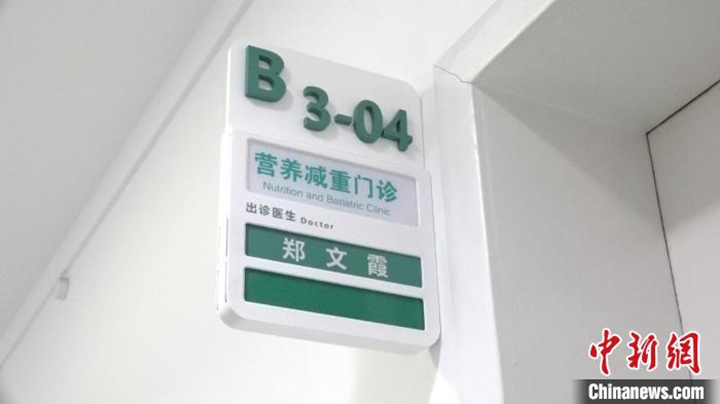 B
3-04
营养减重门诊
Nutrition and Bariatric Clinic
出诊医生 Doctor
郑文霞
中新网
Chinanews.com